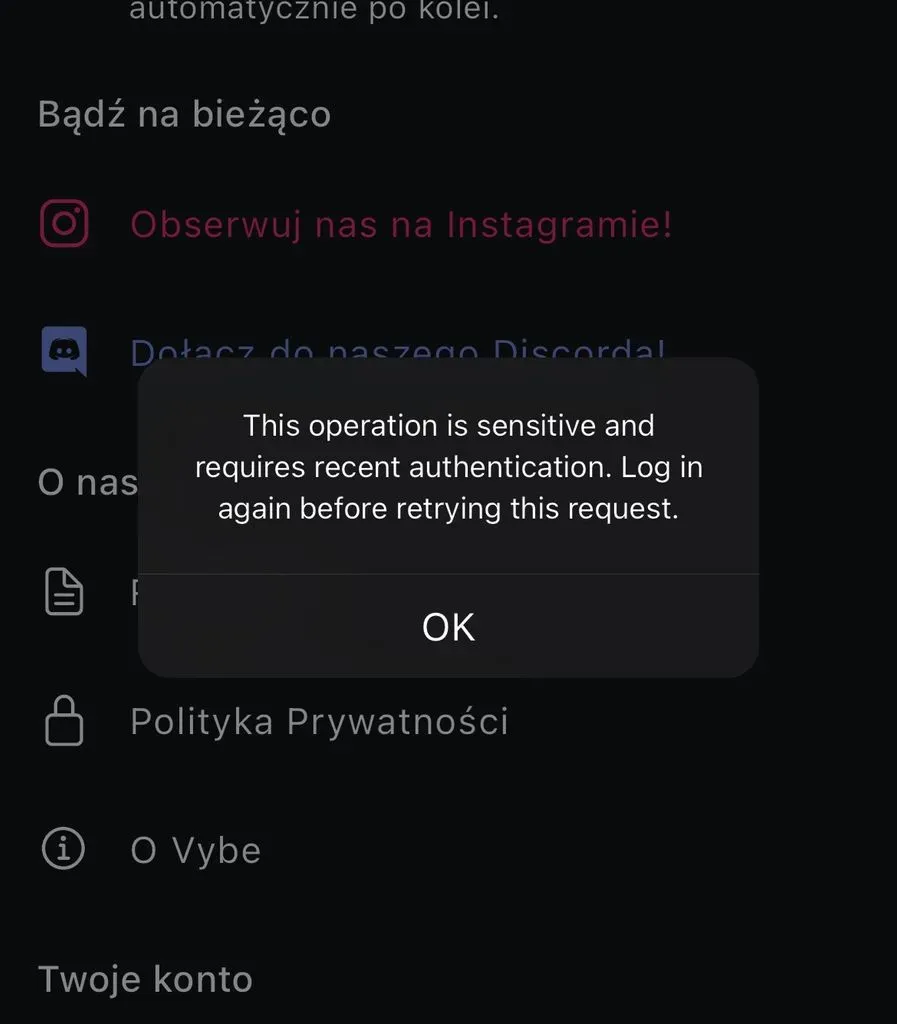 automatycznie po kolei.
Bądź na bieżąco
Obserwuj nas na Instagramie!
Dołącz do naszego Discorda!
This operation is sensitive and
requires recent authentication. Log in
again before retrying this request.
O nas
OK
Polityka Prywatności
O Vybe
Twoje konto